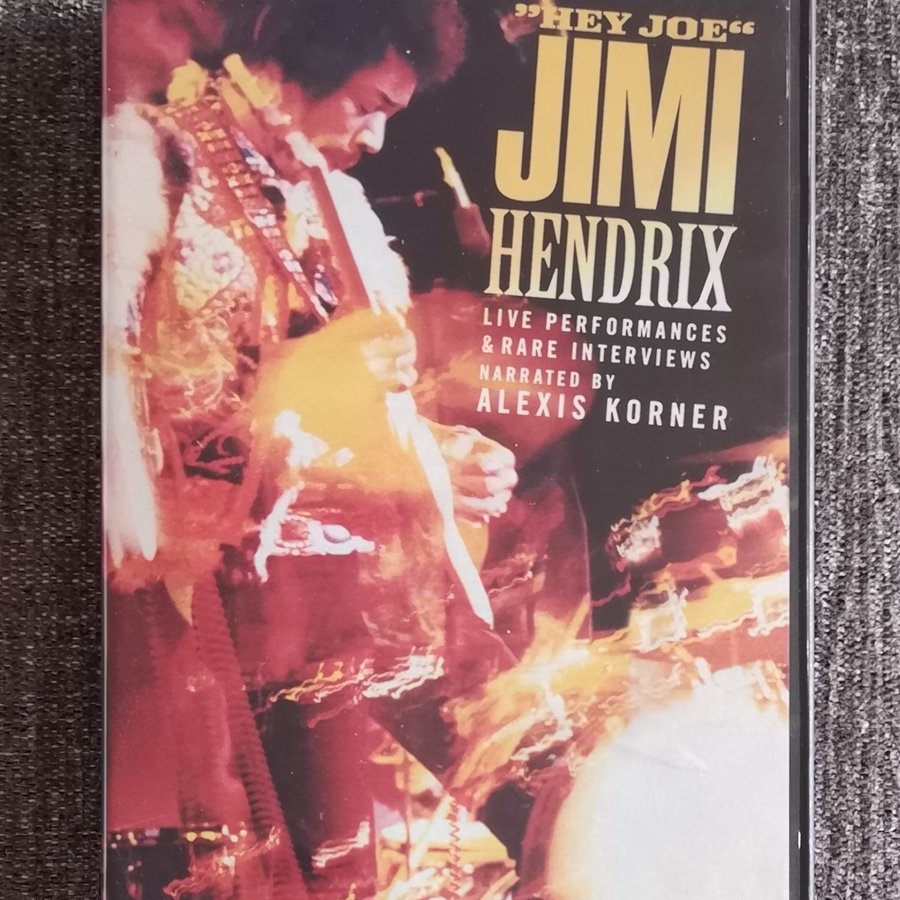 ”HEY JOE“
JIMI
HENDRIX
LIVE PERFORMANCES
& RARE INTERVIEWS
NARRATED BY
ALEXIS KORNER